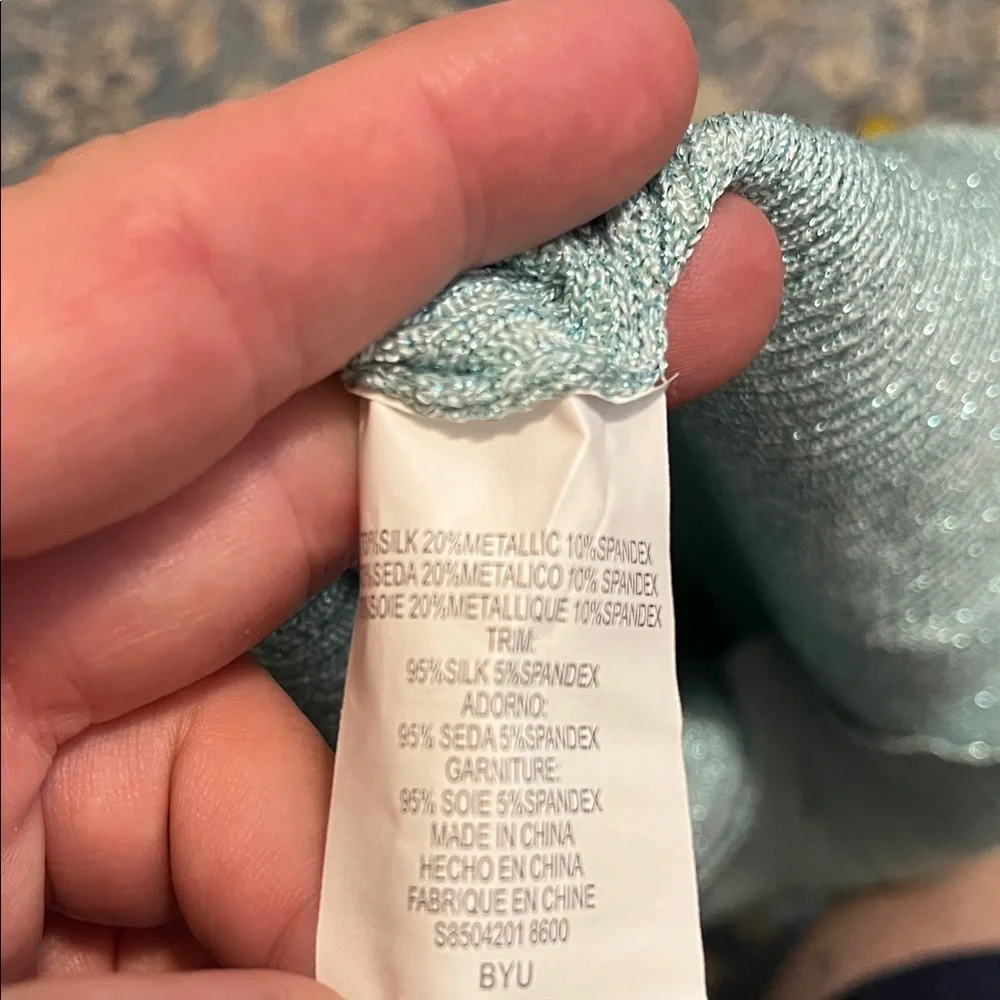 %SILK 20%METALLIC 10%SPANDEX
%SEDA 20%METALICO 10% SPANDEX
SOIE 20%METALLIQUE 10%SPANDEX
TRIM:
95%SILK 5%SPANDEX
ADORNO:
95% SEDA 5%SPANDEX
GARNITURE:
95% SOIE 5%SPANDEX
MADE IN CHINA
HECHO EN CHINA
FABRIQUE EN CHINE
S8504201 8600
BYU